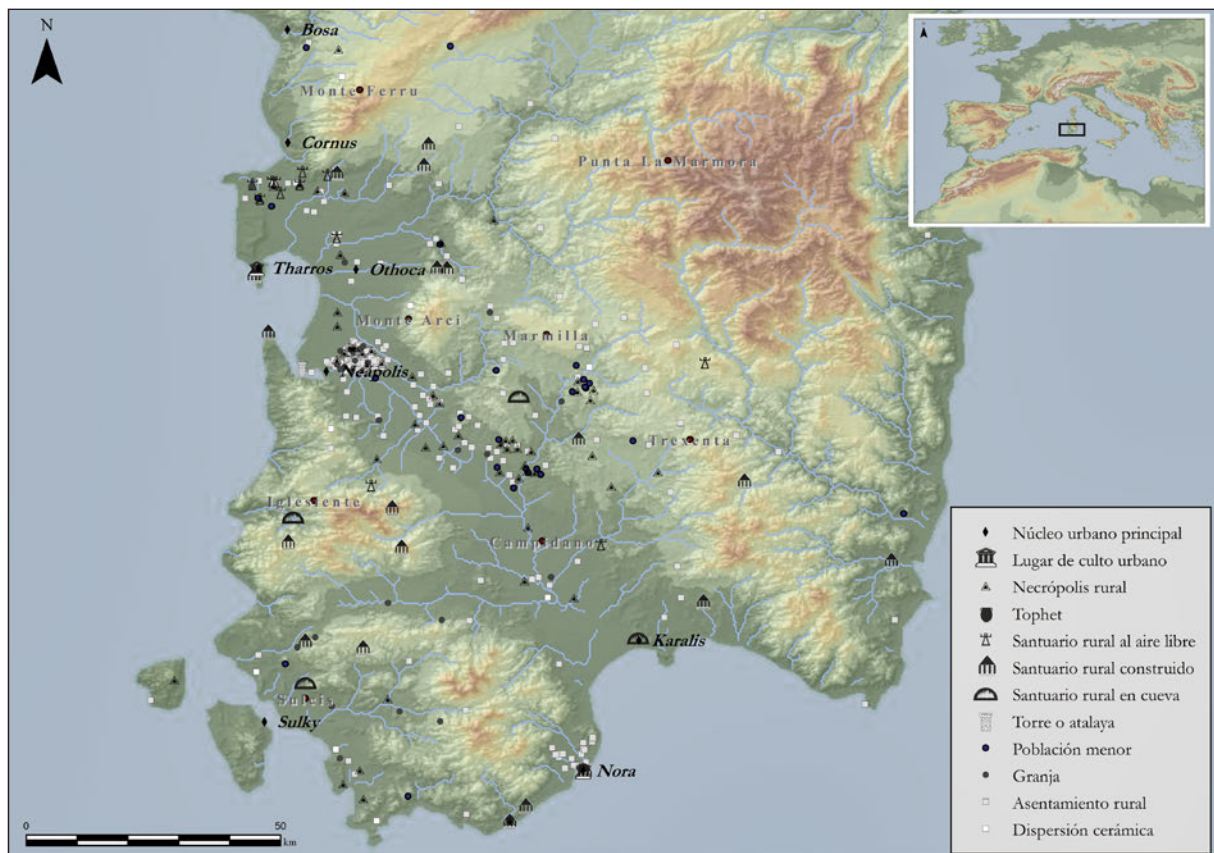 N
Bosa
Monte Ferru
Cornus
Punta La Marmora
Tharros
Othoca
Monte Arci
Marmilla
Neapolis
Trexenta
Iglesiente
Campidano
Karalis
Sulcis
Sulky
Nora
Núcleo urbano principal
Lugar de culto urbano
Necrópolis rural
Tophet
Santuario rural al aire libre
Santuario rural construido
Santuario rural en cueva
Torre o atalaya
Población menor
Granja
Asentamiento rural
Dispersión cerámica
0 50
km